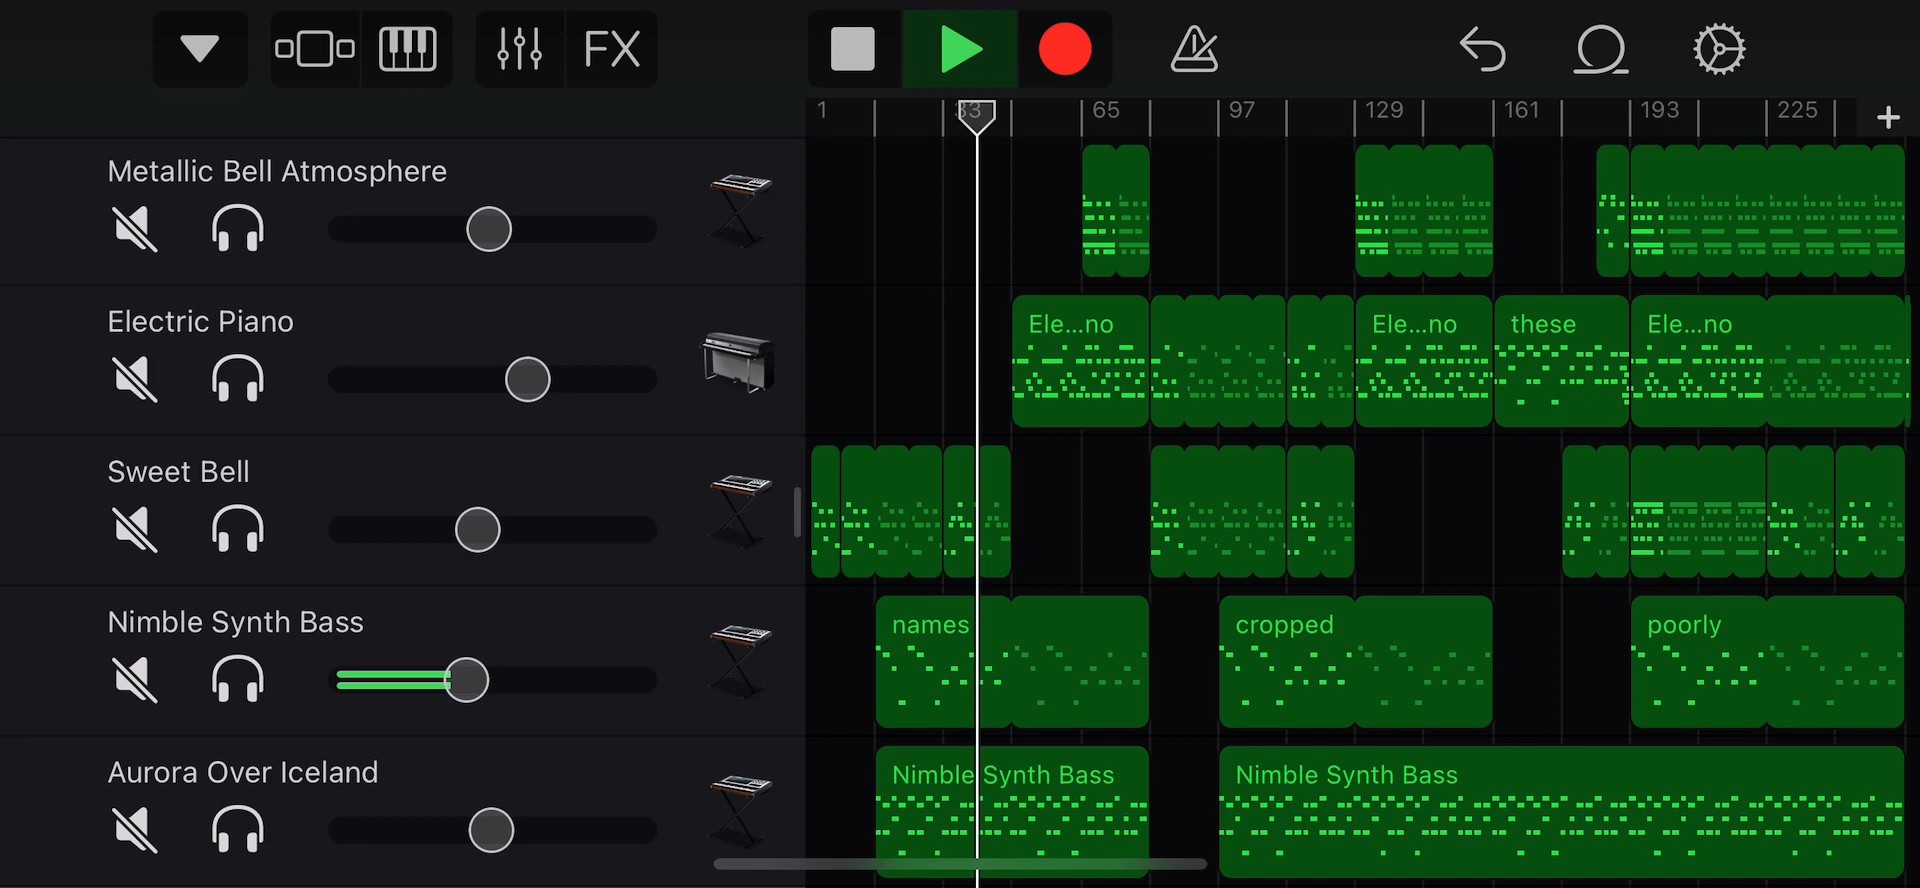 FX
1 33 65 97 129 161 193 225 +
Metallic Bell Atmosphere
Electric Piano
Ele...no Ele...no these Ele...no
Sweet Bell
Nimble Synth Bass
names cropped poorly
Aurora Over Iceland
Nimble Synth Bass Nimble Synth Bass